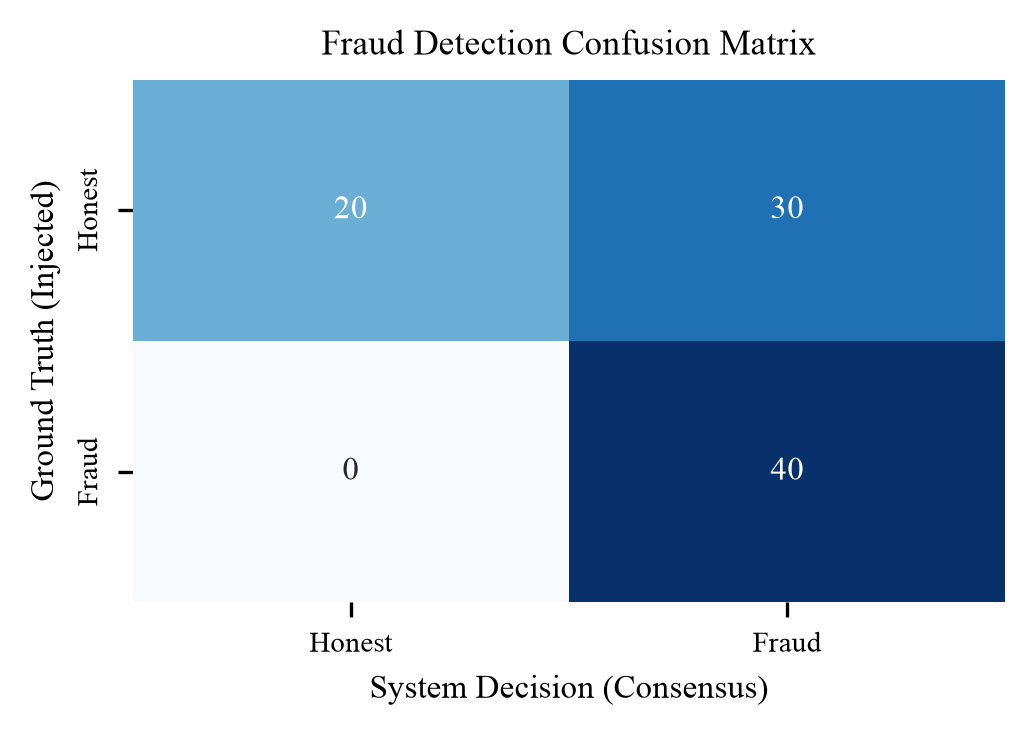 Fraud Detection Confusion Matrix
Ground Truth (Injected)
Honest
20
30
Fraud
0
40
Honest
Fraud
System Decision (Consensus)